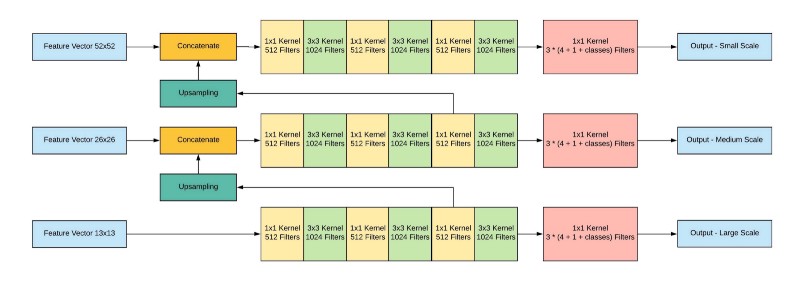 Feature Vector 52x52
Concatenate
1x1 Kernel
512 Filters
3x3 Kernel
1024 Filters
1x1 Kernel
512 Filters
3x3 Kernel
1024 Filters
1x1 Kernel
512 Filters
3x3 Kernel
1024 Filters
1x1 Kernel
3 * (4 + 1 + classes) Filters
Output - Small Scale
Upsampling
Feature Vector 26x26
Concatenate
1x1 Kernel
512 Filters
3x3 Kernel
1024 Filters
1x1 Kernel
512 Filters
3x3 Kernel
1024 Filters
1x1 Kernel
512 Filters
3x3 Kernel
1024 Filters
1x1 Kernel
3 * (4 + 1 + classes) Filters
Output - Medium Scale
Upsampling
Feature Vector 13x13
1x1 Kernel
512 Filters
3x3 Kernel
1024 Filters
1x1 Kernel
512 Filters
3x3 Kernel
1024 Filters
1x1 Kernel
512 Filters
3x3 Kernel
1024 Filters
1x1 Kernel
3 * (4 + 1 + classes) Filters
Output - Large Scale